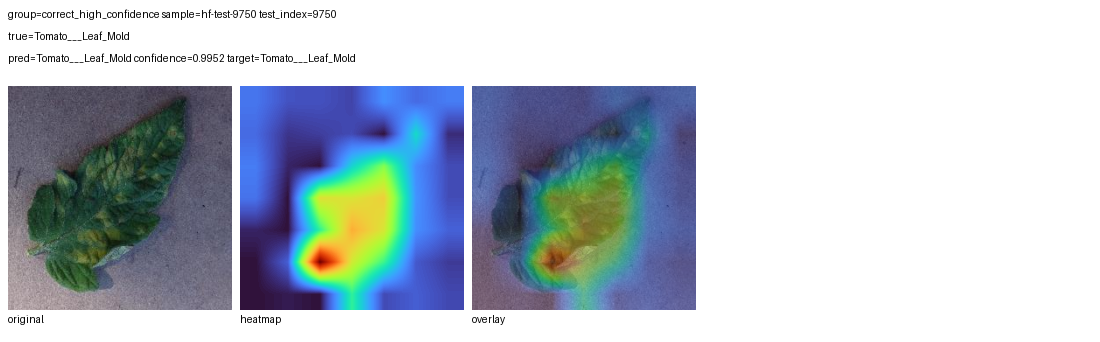 group=correct_high_confidence sample=hf-test-9750 test_index=9750
true=Tomato___Leaf_Mold
pred=Tomato___Leaf_Mold confidence=0.9952 target=Tomato___Leaf_Mold
original
heatmap
overlay